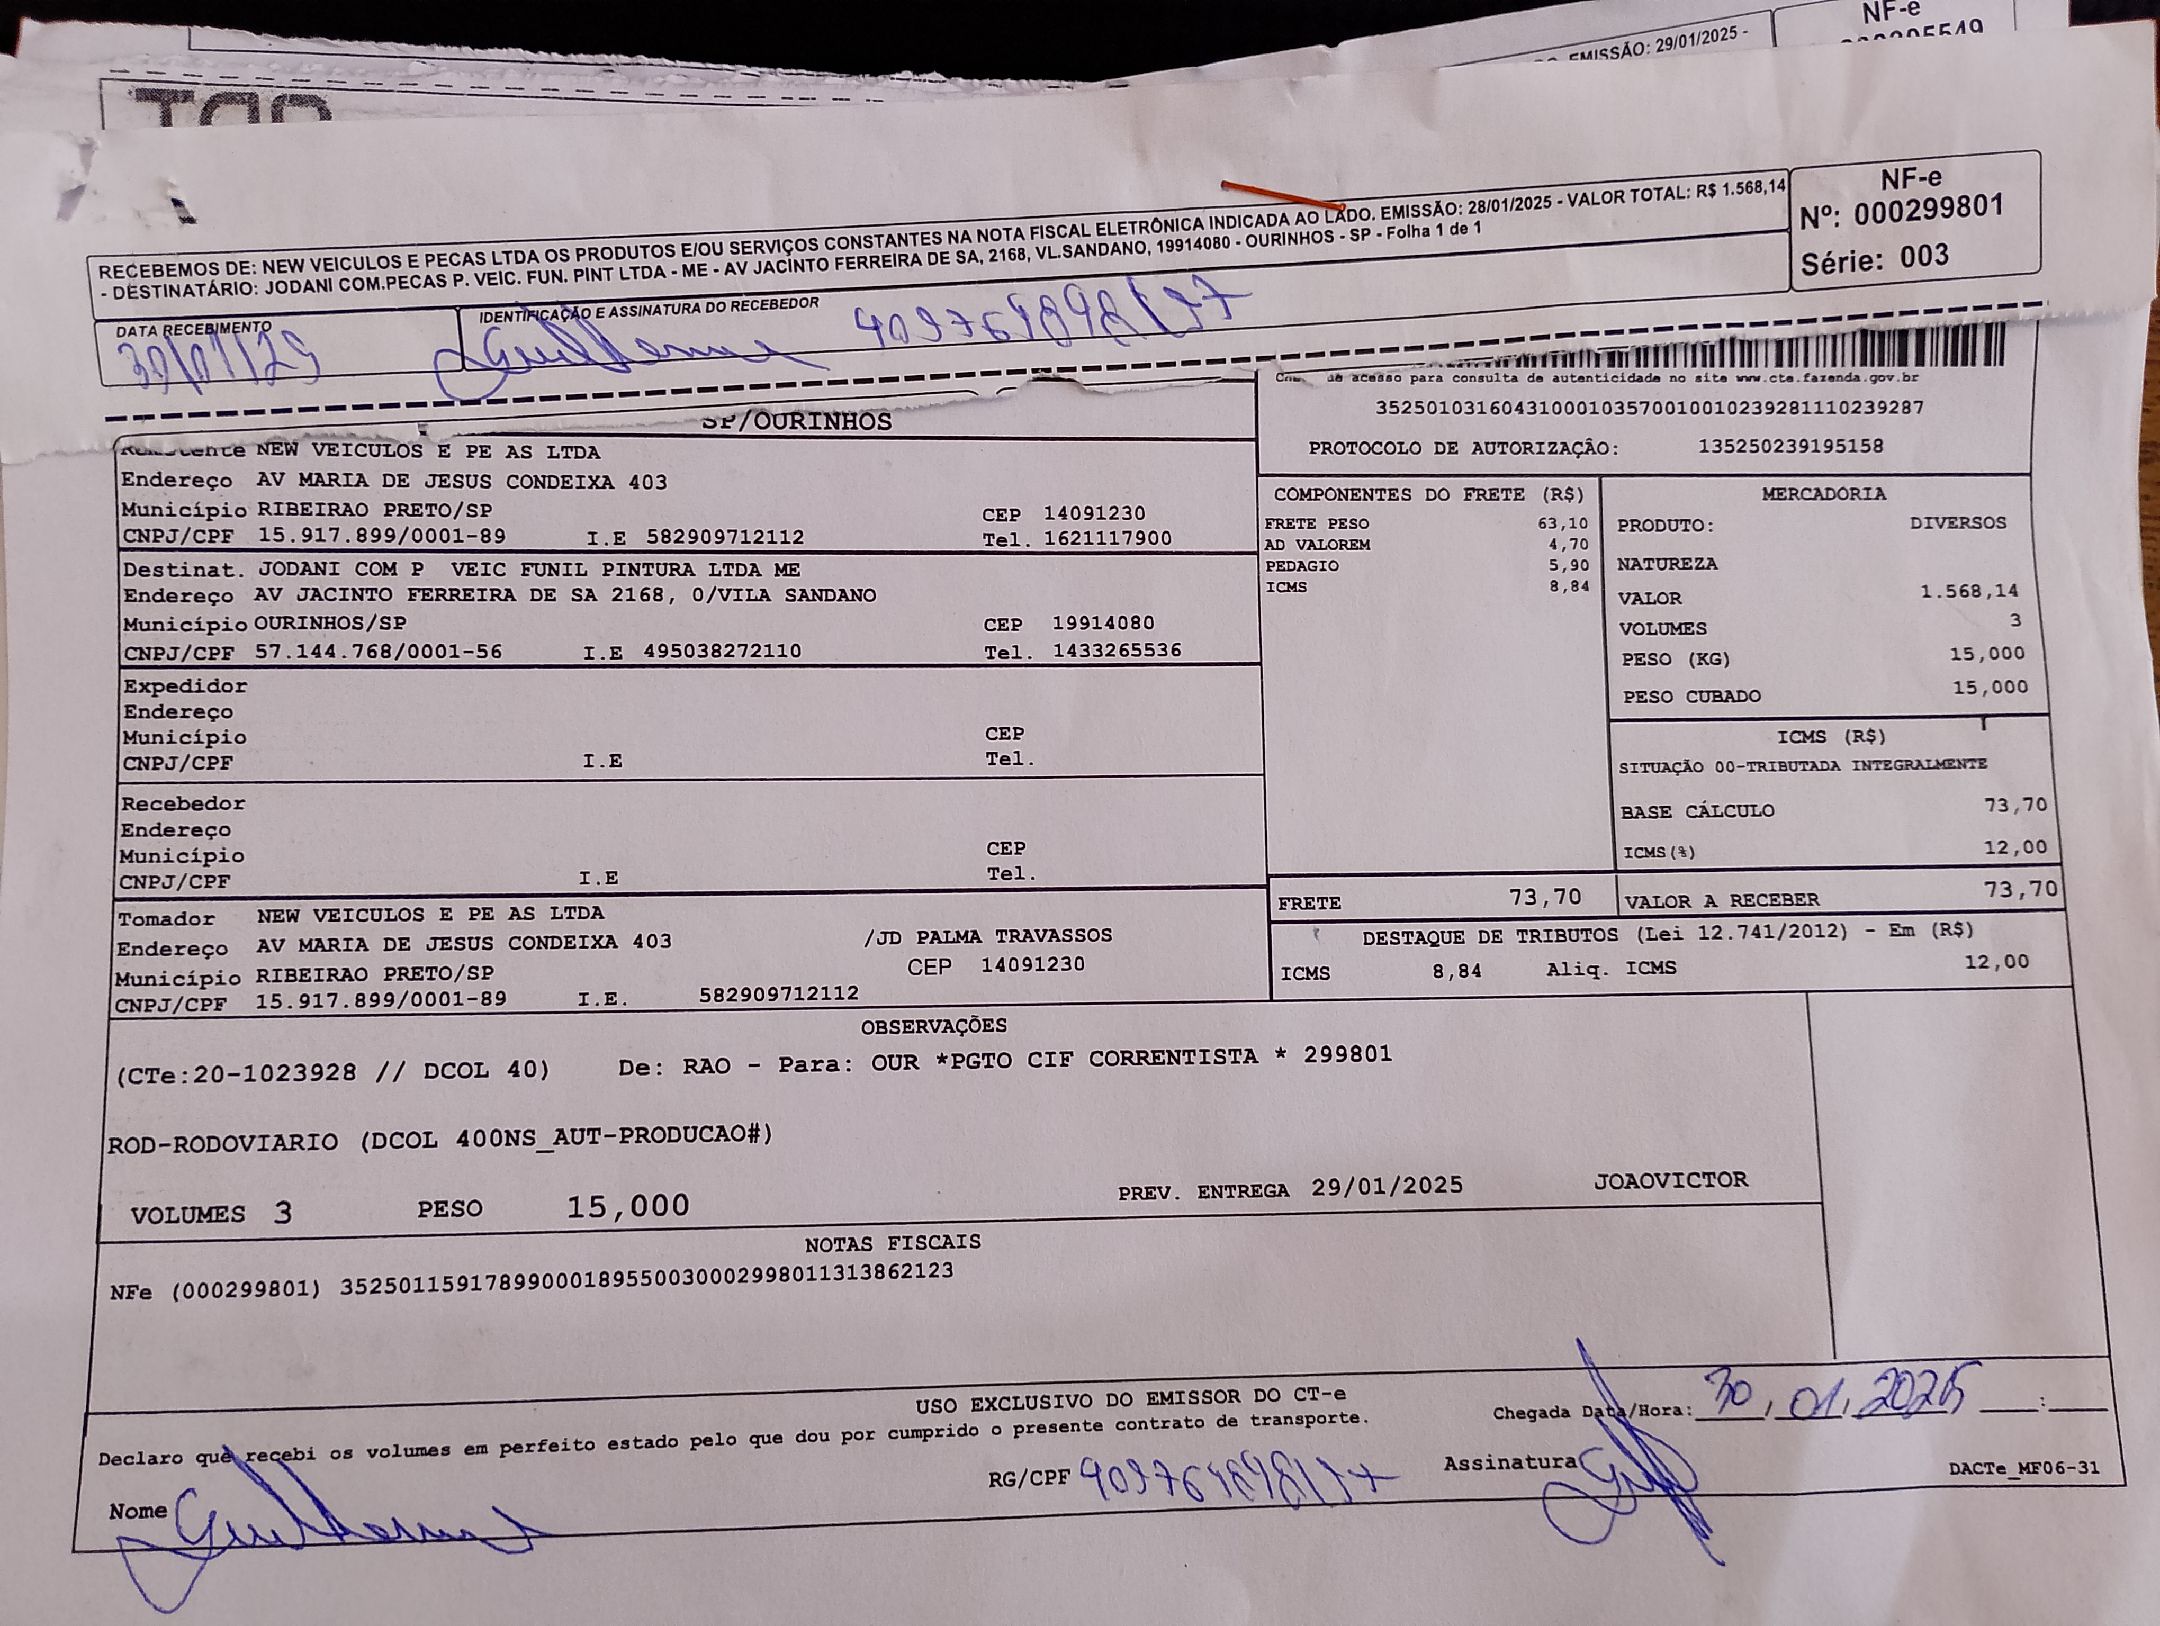 NF-e
EMISSÃO: 29/01/2025 -
RECEBEMOS DE: NEW VEICULOS E PECAS LTDA OS PRODUTOS E/OU SERVIÇOS CONSTANTES NA NOTA FISCAL ELETRÔNICA INDICADA AO LADO. EMISSÃO: 28/01/2025 - VALOR TOTAL: R$ 1.568,14
- DESTINATÁRIO: JODANI COM.PECAS P. VEIC. FUN. PINT LTDA - ME - AV JACINTO FERREIRA DE SA, 2168, VL.SANDANO, 19914080 - OURINHOS - SP - Folha 1 de 1
NF-e
Nº: 000299801
Série: 003
DATA RECEBIMENTO
30/01/25
IDENTIFICAÇÃO E ASSINATURA DO RECEBEDOR
Guilherme
de acesso para consulta de autenticidade no site www.cte.fazenda.gov.br
35250103160431000103570010010239281110239287
PROTOCOLO DE AUTORIZAÇÃO: 135250239195158
SP/OURINHOS
Remetente NEW VEICULOS E PE AS LTDA
Endereço AV MARIA DE JESUS CONDEIXA 403
Município RIBEIRAO PRETO/SP CEP 14091230
CNPJ/CPF 15.917.899/0001-89 I.E 582909712112 Tel. 1621117900
Destinat. JODANI COM P VEIC FUNIL PINTURA LTDA ME
Endereço AV JACINTO FERREIRA DE SA 2168, 0/VILA SANDANO
Município OURINHOS/SP CEP 19914080
CNPJ/CPF 57.144.768/0001-56 I.E 495038272110 Tel. 1433265536
Expedidor
Endereço
Município CEP
CNPJ/CPF I.E Tel.
Recebedor
Endereço
Município CEP
CNPJ/CPF I.E Tel.
Tomador NEW VEICULOS E PE AS LTDA
Endereço AV MARIA DE JESUS CONDEIXA 403 /JD PALMA TRAVASSOS
Município RIBEIRAO PRETO/SP CEP 14091230
CNPJ/CPF 15.917.899/0001-89 I.E. 582909712112
COMPONENTES DO FRETE (R$)
FRETE PESO 63,10
AD VALOREM 4,70
PEDAGIO 5,90
ICMS 8,84
MERCADORIA
PRODUTO: DIVERSOS
NATUREZA
VALOR 1.568,14
VOLUMES 3
PESO (KG) 15,000
PESO CUBADO 15,000
ICMS (R$)
SITUAÇÃO 00-TRIBUTADA INTEGRALMENTE
BASE CÁLCULO 73,70
ICMS(%) 12,00
FRETE 73,70 VALOR A RECEBER 73,70
DESTAQUE DE TRIBUTOS (Lei 12.741/2012) - Em (R$)
ICMS 8,84 Aliq. ICMS 12,00
OBSERVAÇÕES
(CTe:20-1023928 // DCOL 40) De: RAO - Para: OUR *PGTO CIF CORRENTISTA * 299801
ROD-RODOVIARIO (DCOL 400NS_AUT-PRODUCAO#)
VOLUMES 3 PESO 15,000 PREV. ENTREGA 29/01/2025 JOAOVICTOR
NOTAS FISCAIS
NFe (000299801) 35250115917899000189550030002998011313862123
USO EXCLUSIVO DO EMISSOR DO CT-e
Declaro que recebi os volumes em perfeito estado pelo que dou por cumprido o presente contrato de transporte.
Chegada Data/Hora: 30,01,2025 :
Nome Guilherme RG/CPF Assinatura
DACTe_MF06-31